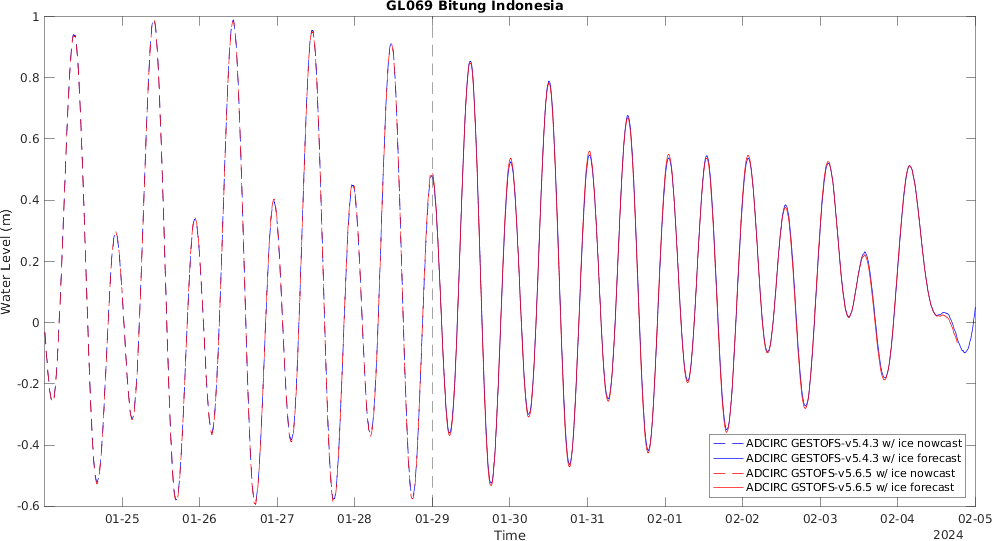 GL069 Bitung Indonesia
Water Level (m)
1
0.8
0.6
0.4
0.2
0
-0.2
-0.4
-0.6
ADCIRC GESTOFS-v5.4.3 w/ ice nowcast
ADCIRC GESTOFS-v5.4.3 w/ ice forecast
ADCIRC GSTOFS-v5.6.5 w/ ice nowcast
ADCIRC GSTOFS-v5.6.5 w/ ice forecast
01-25 01-26 01-27 01-28 01-29 01-30 01-31 02-01 02-02 02-03 02-04 02-05
Time
2024